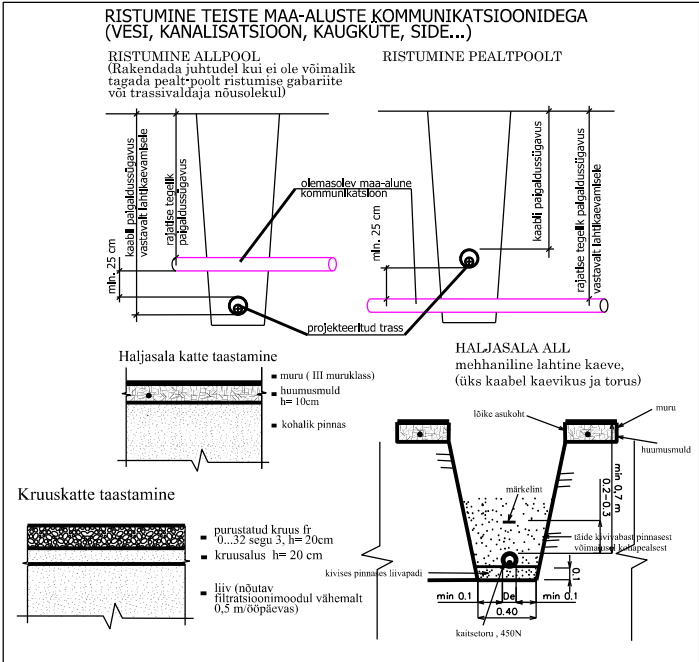 RISTUMINE TEISTE MAA-ALUSTE KOMMUNIKATSIOONIDEGA
(VESI, KANALISATSIOON, KAUGKÜTE, SIDE...)
RISTUMINE ALLPOOL
(Rakendada juhtudel kui ei ole võimalik
tagada pealt-poolt ristumise gabariite
või trassivaldaja nõusolekul)
RISTUMINE PEALTPOOLT
kaabli paigaldussügavus
vastavalt lahtikaevamisele
rajatise tegelik
paigaldussügavus
min. 25 cm
olemasolev maa-alune
kommunikatsioon
min. 25 cm
kaabli paigaldussügavus
rajatise tegelik paigaldussügavus
vastavalt lahtikaevamisele
projekteeritud trass
Haljasala katte taastamine
muru ( III muruklass)
huumusmuld
h= 10cm
kohalik pinnas
Kruuskatte taastamine
purustatud kruus fr
0...32 segu 3, h= 20cm
kruusalus h= 20 cm
liiv (nõutav
filtratsioonimoodul vähemalt
0,5 m/ööpäevas)
HALJASALA ALL
mehhaniline lahtine kaeve,
(üks kaabel kaevikus ja torus)
lõike asukoht
muru
huumusmuld
märkelint
0.2-0.3
min 0,7 m
täide kivivabast pinnasest
võimalusel kohapealsest
kivises pinnases liivapadi
0.1
min 0.1
De
min 0.1
0.40
kaitsetoru , 450N